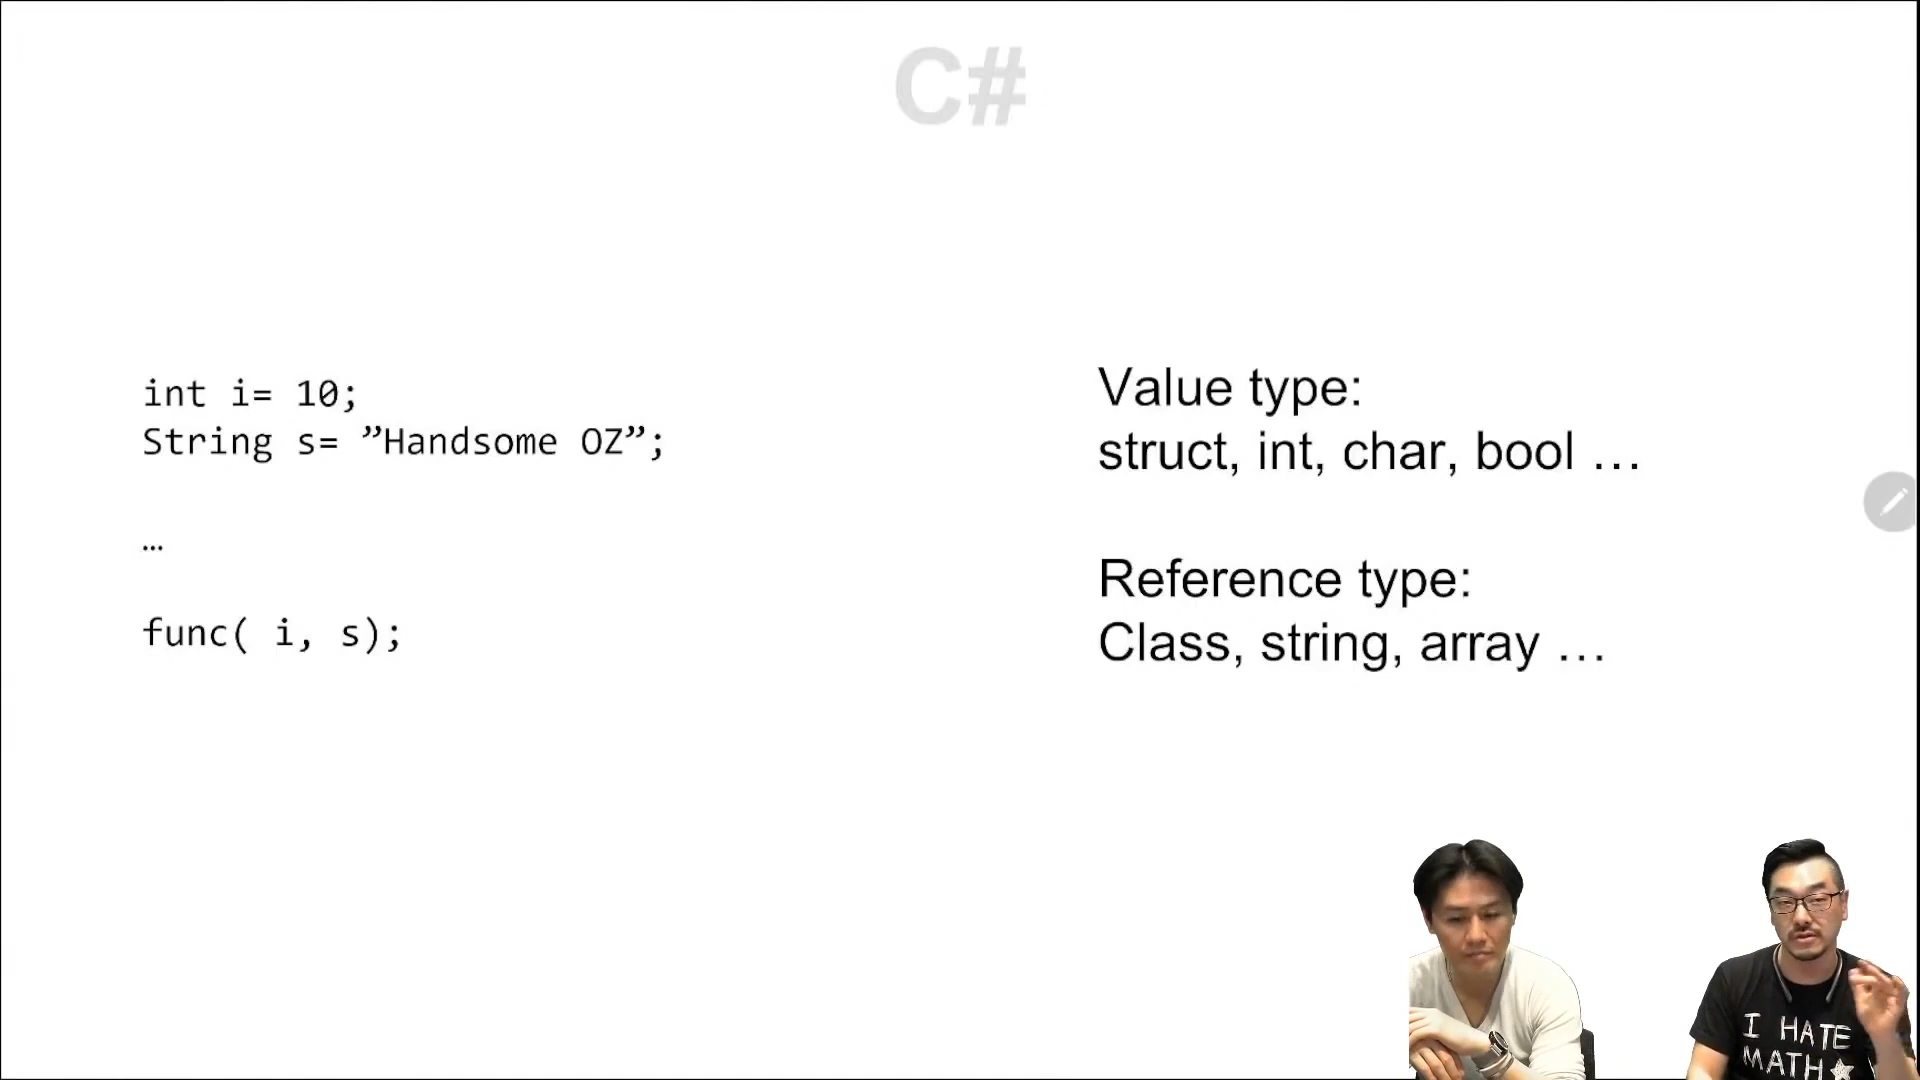 C#
int i= 10;
String s= ”Handsome OZ”;
…
func( i, s);
Value type:
struct, int, char, bool …
Reference type:
Class, string, array …
I HATE
MATH